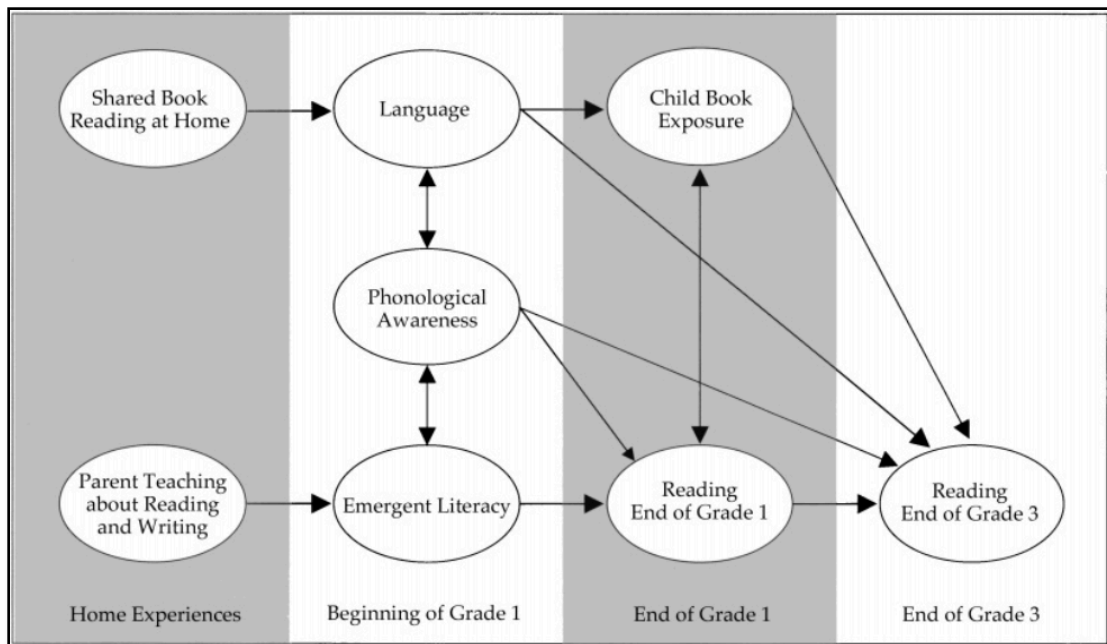 Shared Book
Reading at Home
Language
Child Book
Exposure
Phonological
Awareness
Parent Teaching
about Reading
and Writing
Emergent Literacy
Reading
End of Grade 1
Reading
End of Grade 3
Home Experiences
Beginning of Grade 1
End of Grade 1
End of Grade 3